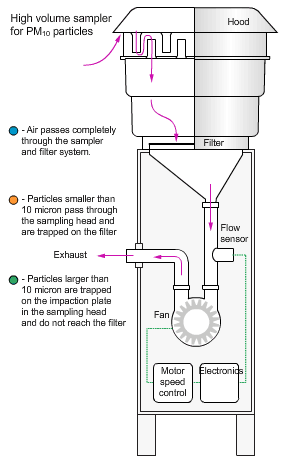 High volume sampler
for PM10 particles
Hood
- Air passes completely
through the sampler
and filter system.
Filter
- Particles smaller than
10 micron pass through
the sampling head and
are trapped on the filter
Flow
sensor
Exhaust
- Particles larger than
10 micron are trapped
on the impaction plate
in the sampling head
and do not reach the filter
Fan
Motor
speed
control
Electronics